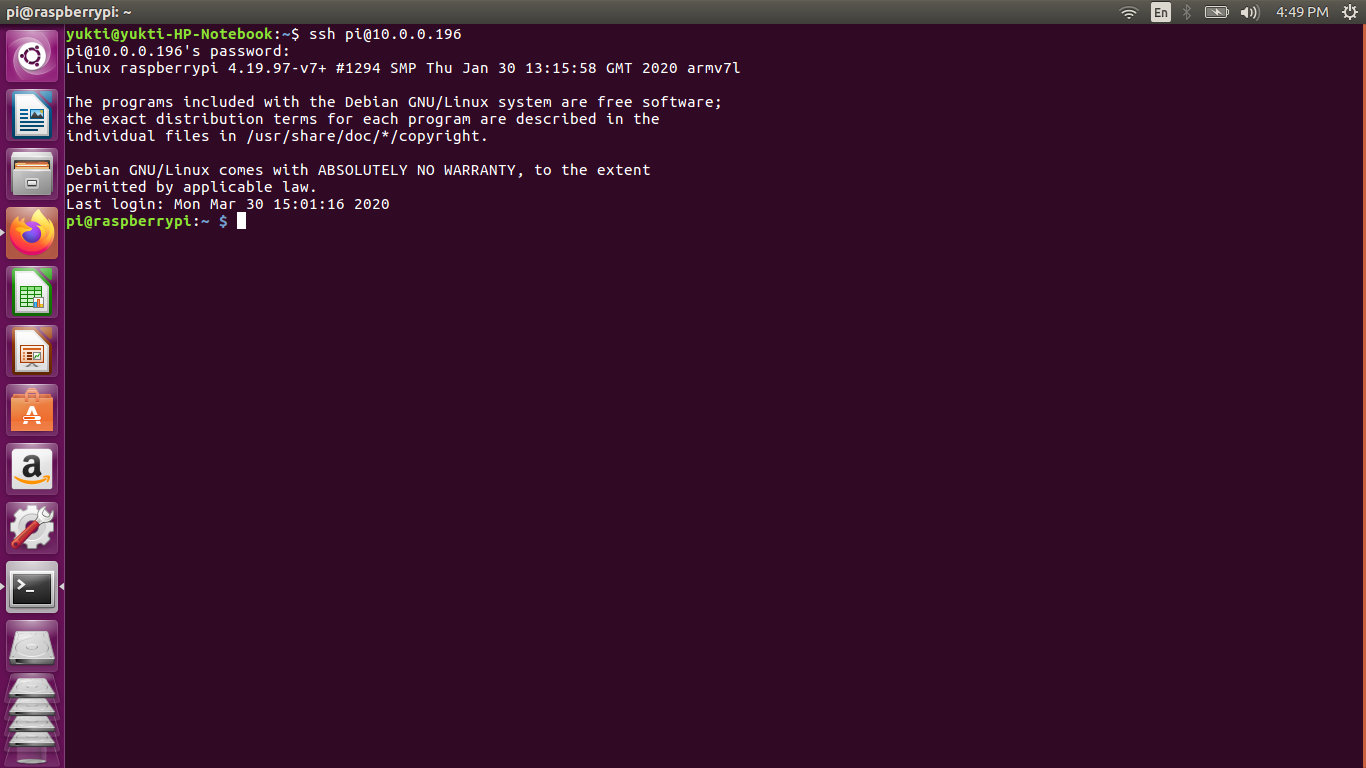 pi@raspberrypi: ~
En
4:49 PM
yukti@yukti-HP-Notebook:~$ ssh pi@10.0.0.196
pi@10.0.0.196's password:
Linux raspberrypi 4.19.97-v7+ #1294 SMP Thu Jan 30 13:15:58 GMT 2020 armv7l
The programs included with the Debian GNU/Linux system are free software;
the exact distribution terms for each program are described in the
individual files in /usr/share/doc/*/copyright.
Debian GNU/Linux comes with ABSOLUTELY NO WARRANTY, to the extent
permitted by applicable law.
Last login: Mon Mar 30 15:01:16 2020
pi@raspberrypi:~ $
A
a
>_